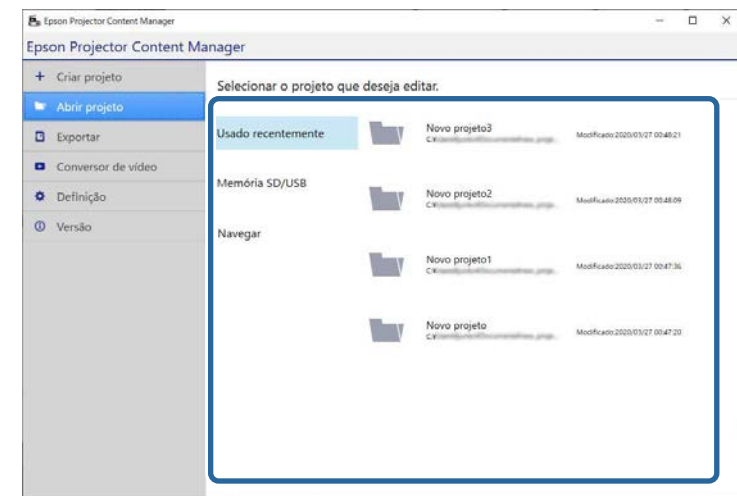 Epson Projector Content Manager
Epson Projector Content Manager
Criar projeto
Abrir projeto
Exportar
Conversor de vídeo
Definição
Versão
Selecionar o projeto que deseja editar.
Usado recentemente
Memória SD/USB
Navegar
Novo projeto3
Modificado:2020/03/27 00:48:21
Novo projeto2
Modificado:2020/03/27 00:48:09
Novo projeto1
Modificado:2020/03/27 00:47:36
Novo projeto
Modificado:2020/03/27 00:47:20